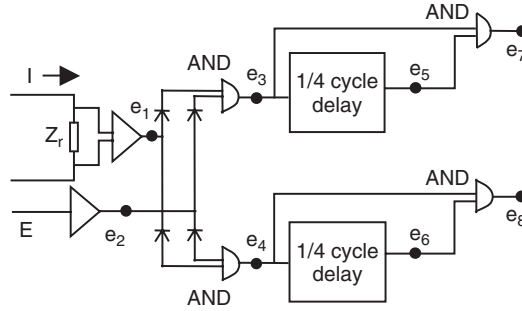 I
AND
e3
1/4 cycle
delay
e5
AND
e7
e1
Zr
E
e2
AND
e4
1/4 cycle
delay
e6
AND
e8